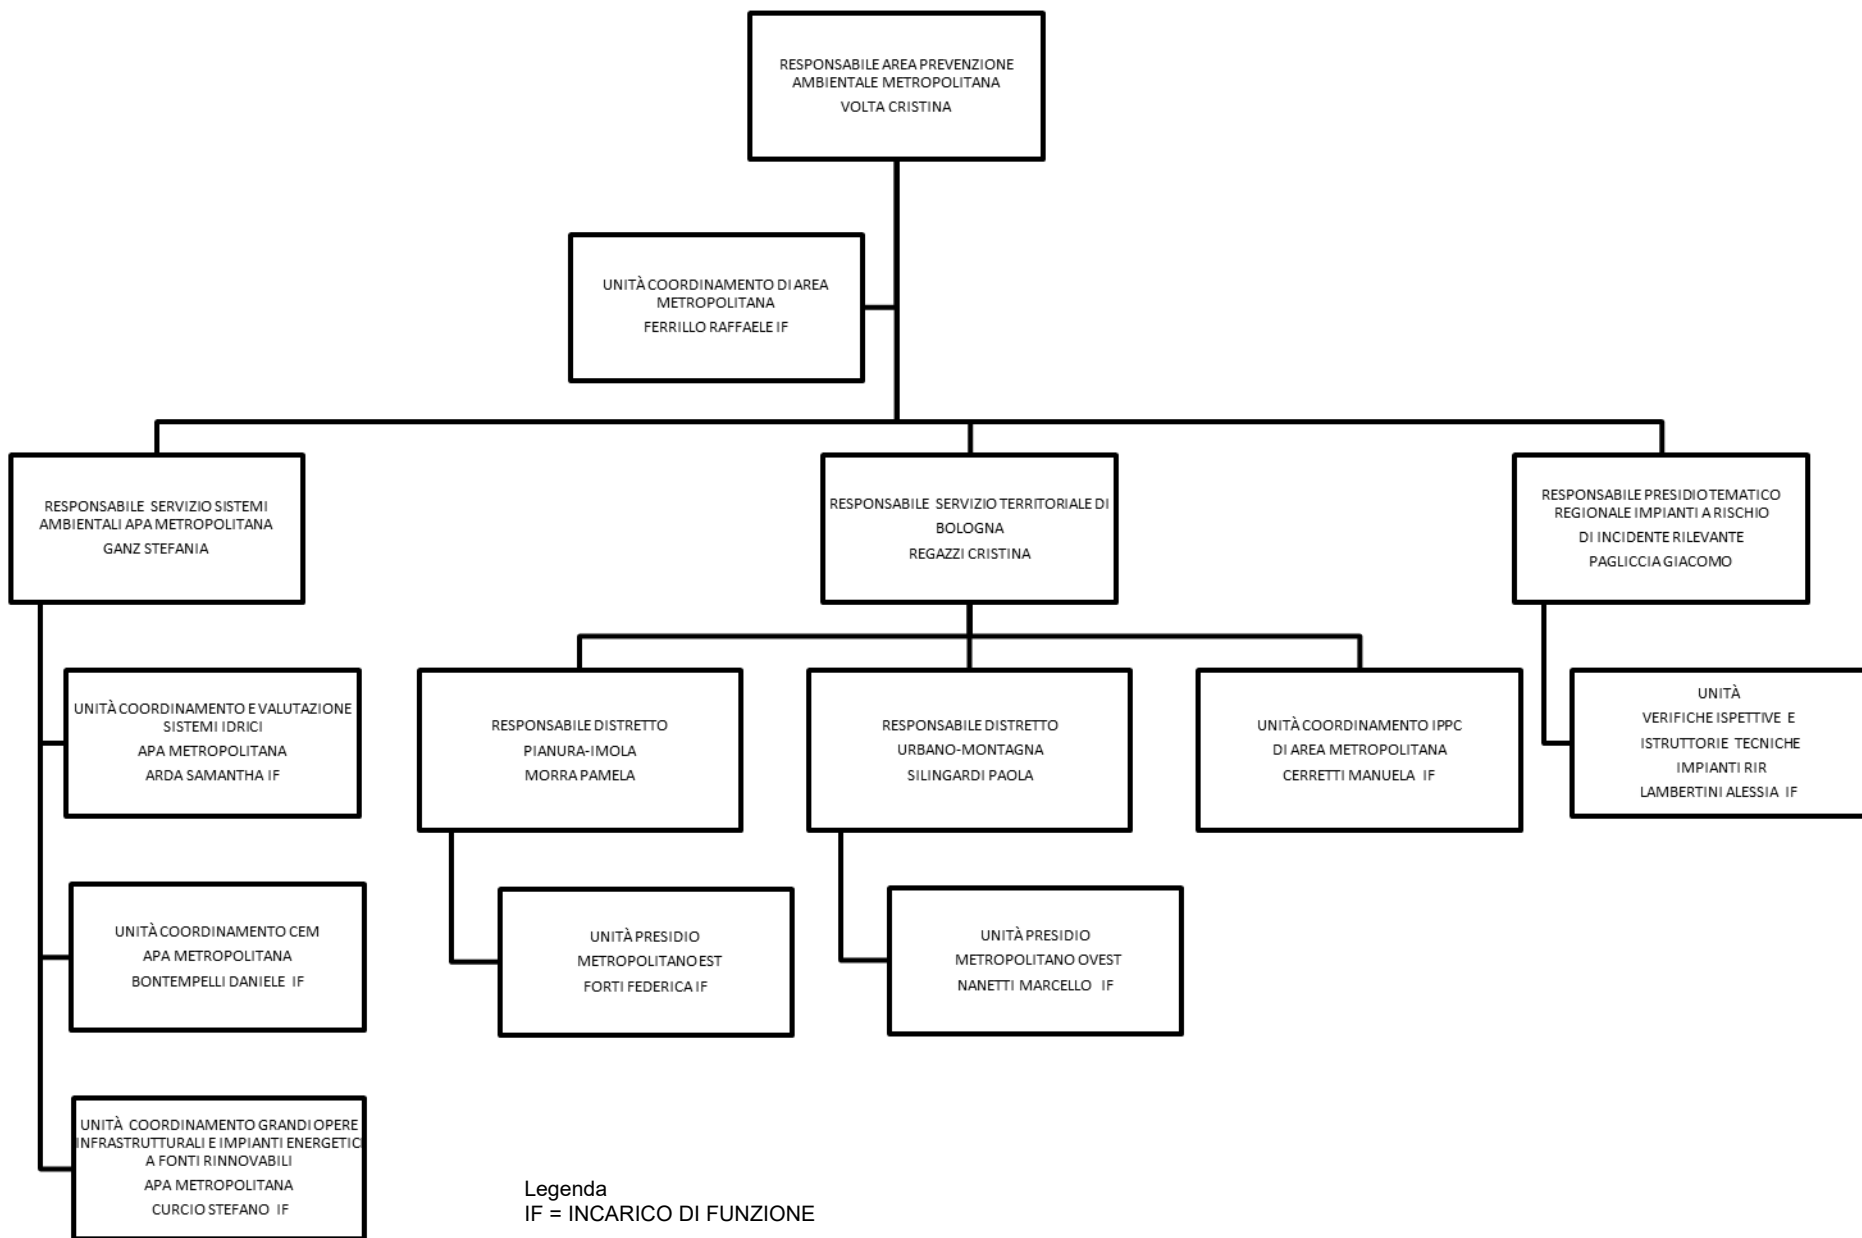 RESPONSABILE AREA PREVENZIONE
AMBIENTALE METROPOLITANA
VOLTA CRISTINA
UNITÀ COORDINAMENTO DI AREA
METROPOLITANA
FERRILLO RAFFAELE IF
RESPONSABILE SERVIZIO SISTEMI
AMBIENTALI APA METROPOLITANA
GANZ STEFANIA
RESPONSABILE SERVIZIO TERRITORIALE DI
BOLOGNA
REGAZZI CRISTINA
RESPONSABILE PRESIDIO TEMATICO
REGIONALE IMPIANTI A RISCHIO
DI INCIDENTE RILEVANTE
PAGLICCIA GIACOMO
UNITÀ COORDINAMENTO E VALUTAZIONE
SISTEMI IDRICI
APA METROPOLITANA
ARDA SAMANTHA IF
RESPONSABILE DISTRETTO
PIANURA-IMOLA
MORRA PAMELA
RESPONSABILE DISTRETTO
URBANO-MONTAGNA
SILINGARDI PAOLA
UNITÀ COORDINAMENTO IPPC
DI AREA METROPOLITANA
CERRETTI MANUELA IF
UNITÀ
VERIFICHE ISPETTIVE E
ISTRUTTORIE TECNICHE
IMPIANTI RIR
LAMBERTINI ALESSIA IF
UNITÀ COORDINAMENTO CEM
APA METROPOLITANA
BONTEMPELLI DANIELE IF
UNITÀ PRESIDIO
METROPOLITANO EST
FORTI FEDERICA IF
UNITÀ PRESIDIO
METROPOLITANO OVEST
NANETTI MARCELLO IF
UNITÀ COORDINAMENTO GRANDI OPERE
INFRASTRUTTURALI E IMPIANTI ENERGETICI
A FONTI RINNOVABILI
APA METROPOLITANA
CURCIO STEFANO IF
Legenda
IF = INCARICO DI FUNZIONE